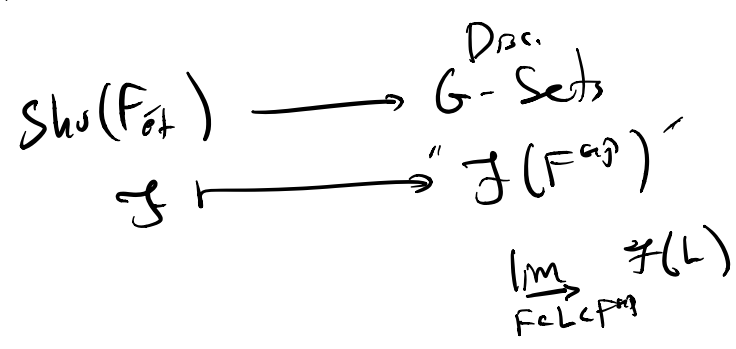 Disc.
Shv(F_ét) ⟶ G-Sets
ℱ ⟼ "ℱ(F^alg)"
lim→ ℱ(L)
F⊂L⊂F^alg